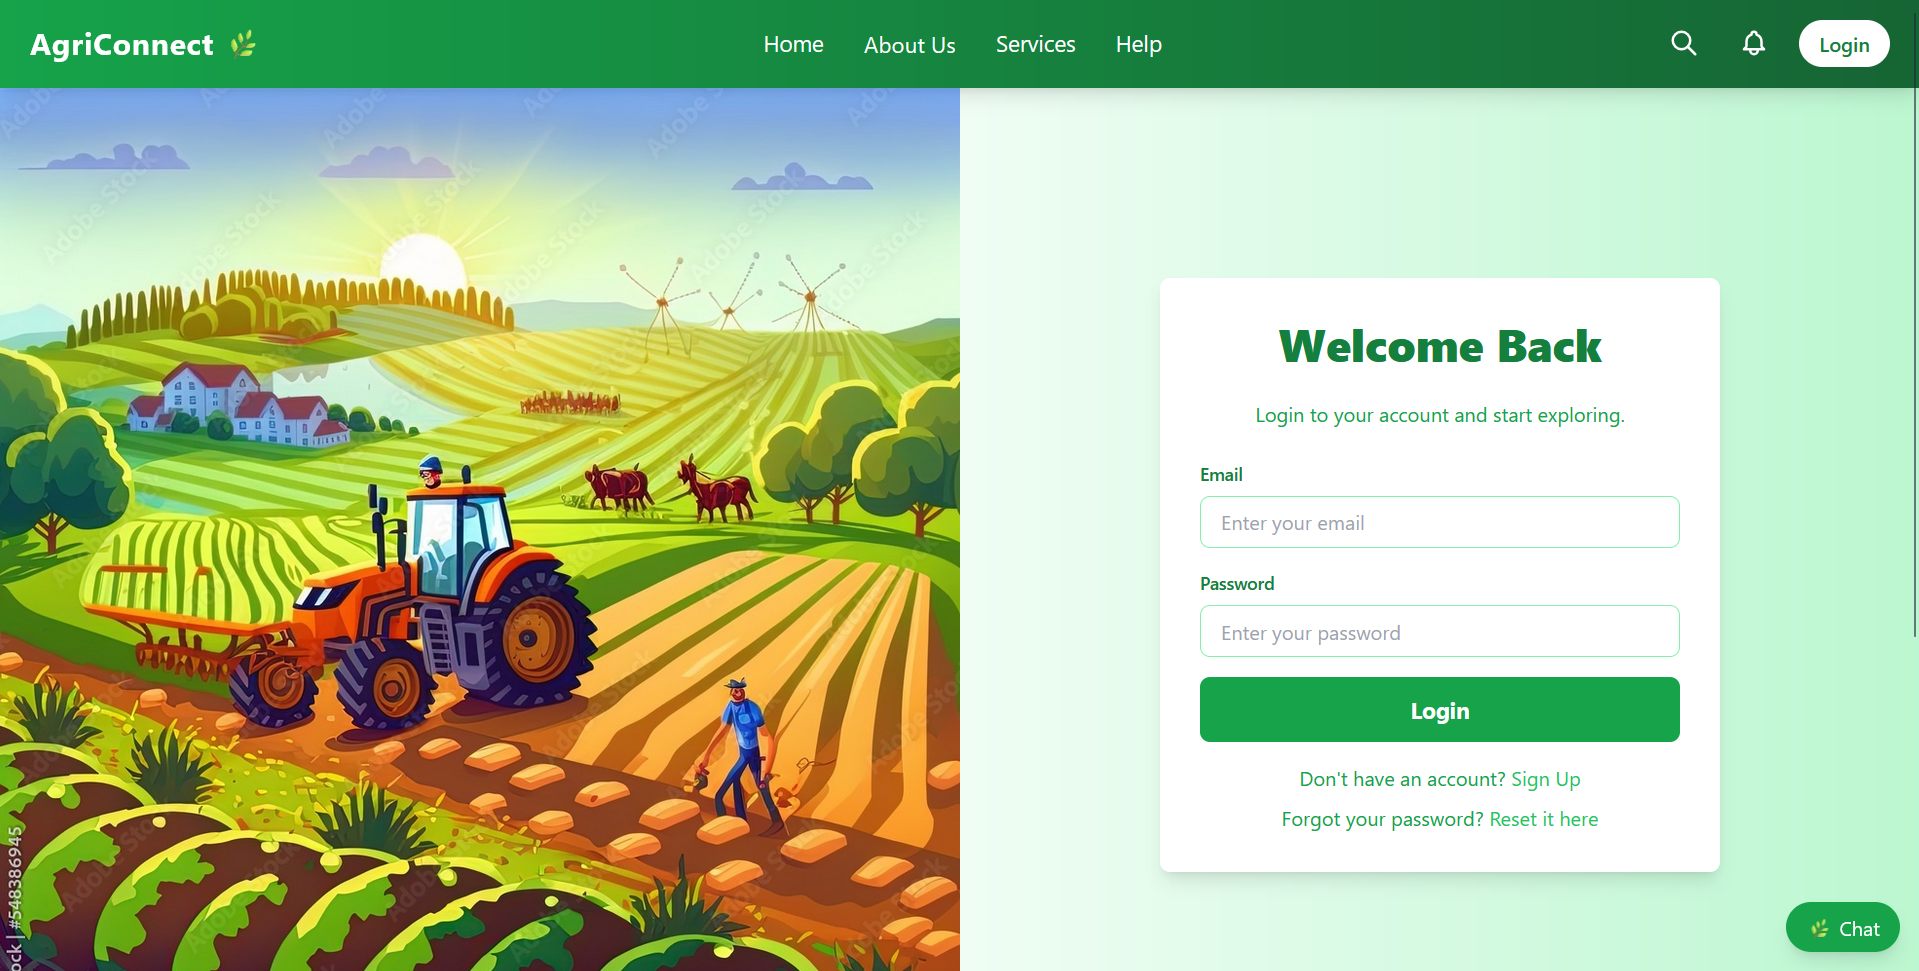 AgriConnect
Home
About Us
Services
Help
Login
Welcome Back
Login to your account and start exploring.
Email
Enter your email
Password
Enter your password
Login
Don't have an account? Sign Up
Forgot your password? Reset it here
Chat
Adobe Stock
ock | #548386945